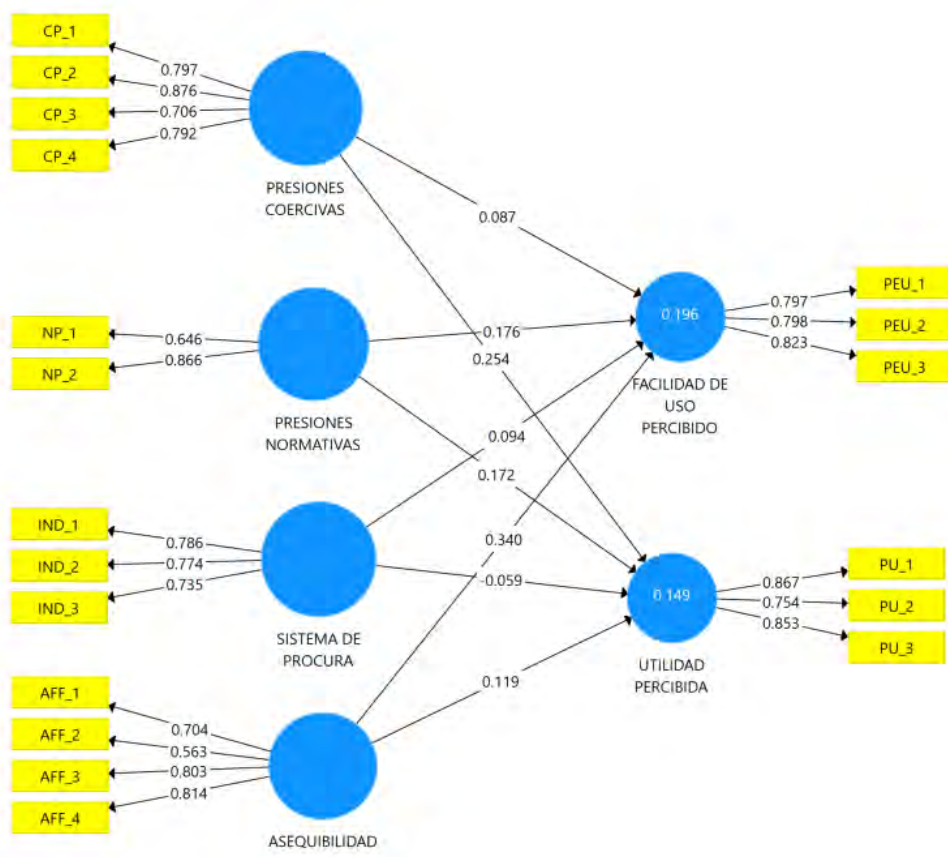 CP_1
CP_2
CP_3
CP_4
0.797
0.876
0.706
0.792
PRESIONES
COERCIVAS
0.087
0.254
NP_1
NP_2
0.646
0.866
PRESIONES
NORMATIVAS
0.176
0.172
IND_1
IND_2
IND_3
0.786
0.774
0.735
SISTEMA DE
PROCURA
0.094
-0.059
AFF_1
AFF_2
AFF_3
AFF_4
0.704
0.563
0.803
0.814
ASEQUIBILIDAD
0.340
0.119
0.196
FACILIDAD DE
USO
PERCIBIDO
0.797
0.798
0.823
PEU_1
PEU_2
PEU_3
0.149
UTILIDAD
PERCIBIDA
0.867
0.754
0.853
PU_1
PU_2
PU_3